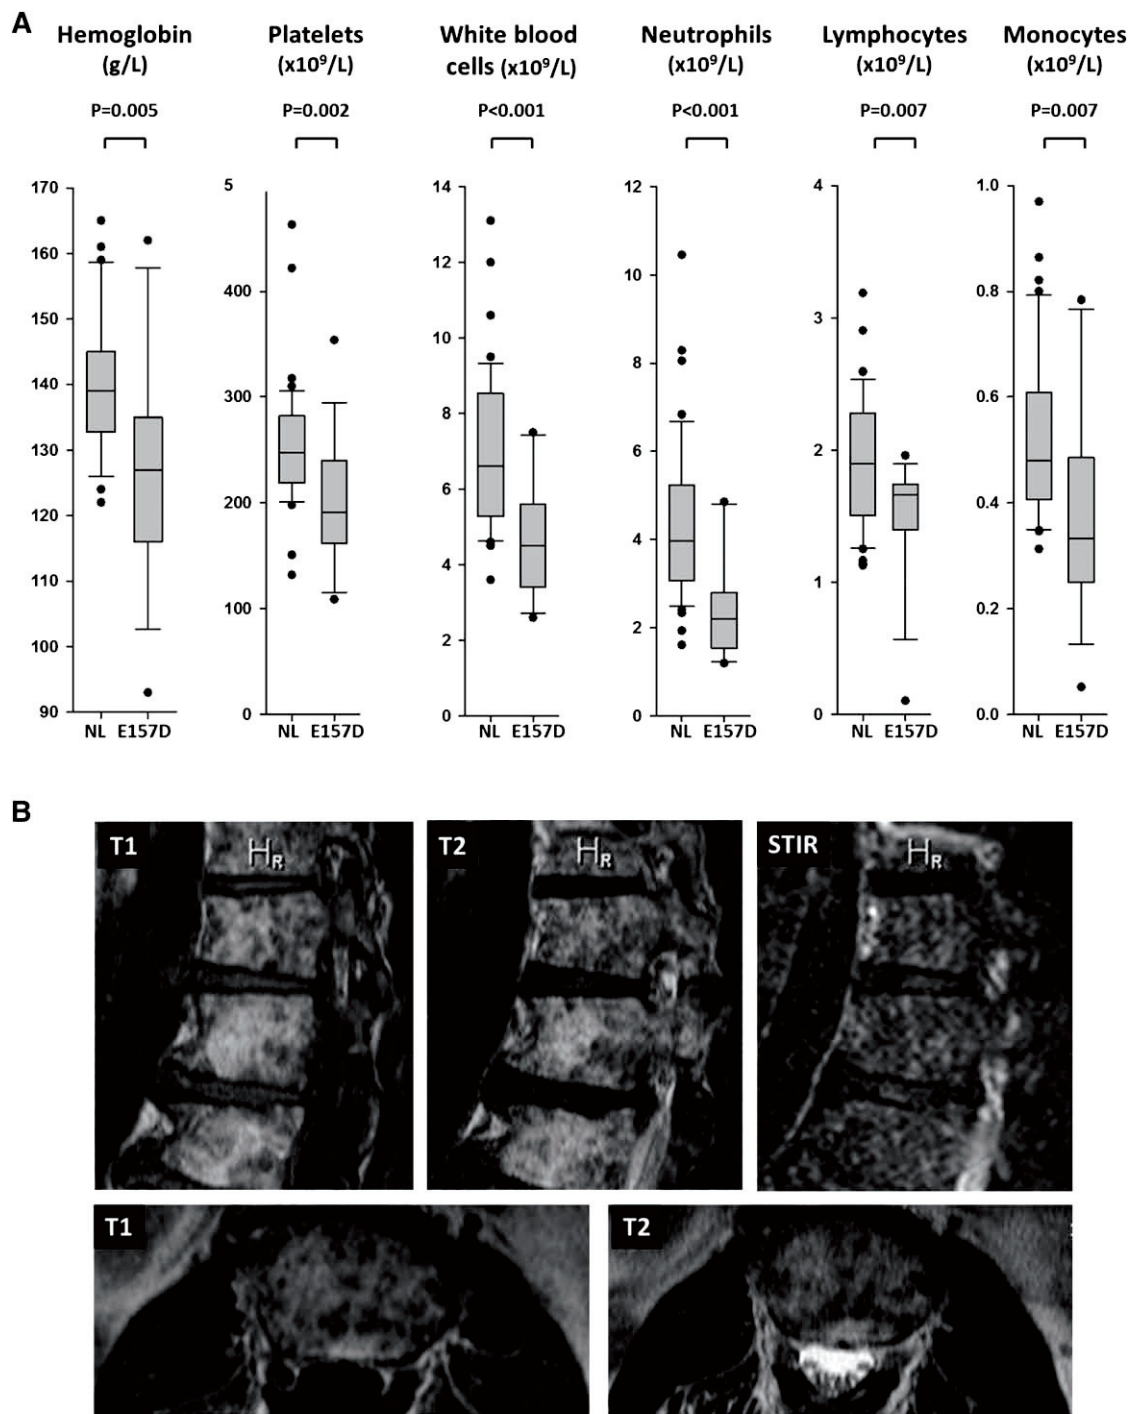 A
Hemoglobin Platelets White blood Neutrophils Lymphocytes Monocytes
(g/L) (x10⁹/L) cells (x10⁹/L) (x10⁹/L) (x10⁹/L) (x10⁹/L)
P=0.005 P=0.002 P<0.001 P<0.001 P=0.007 P=0.007
170 5 14 12 4 1.0
160 400 12 10 3 0.8
150 300 10 8 2 0.6
140 200 8 6 1 0.4
130 100 6 4 0 0.2
120 0 4 2 0.0
110 2 0
100 0
90
NL E157D NL E157D NL E157D NL E157D NL E157D NL E157D
B
T1 T2 STIR
HR HR HR
T1 T2